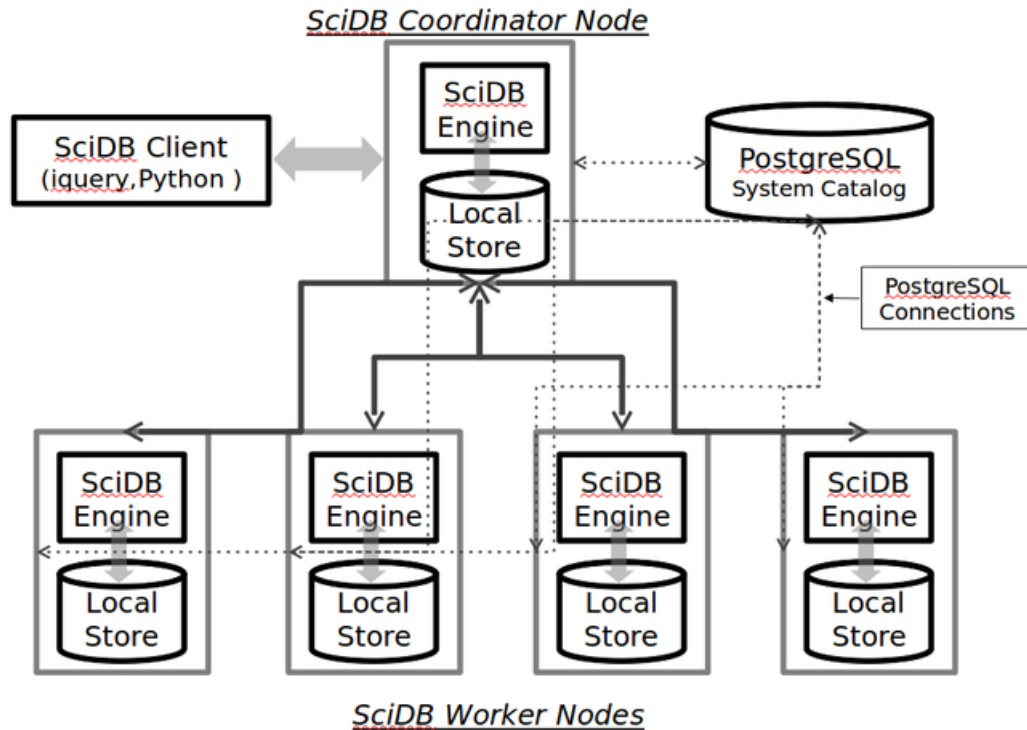 SciDB Coordinator Node
SciDB
Engine
Local
Store
SciDB Client
(iquery,Python )
PostgreSQL
System Catalog
PostgreSQL
Connections
SciDB
Engine
Local
Store
SciDB
Engine
Local
Store
SciDB
Engine
Local
Store
SciDB
Engine
Local
Store
SciDB Worker Nodes